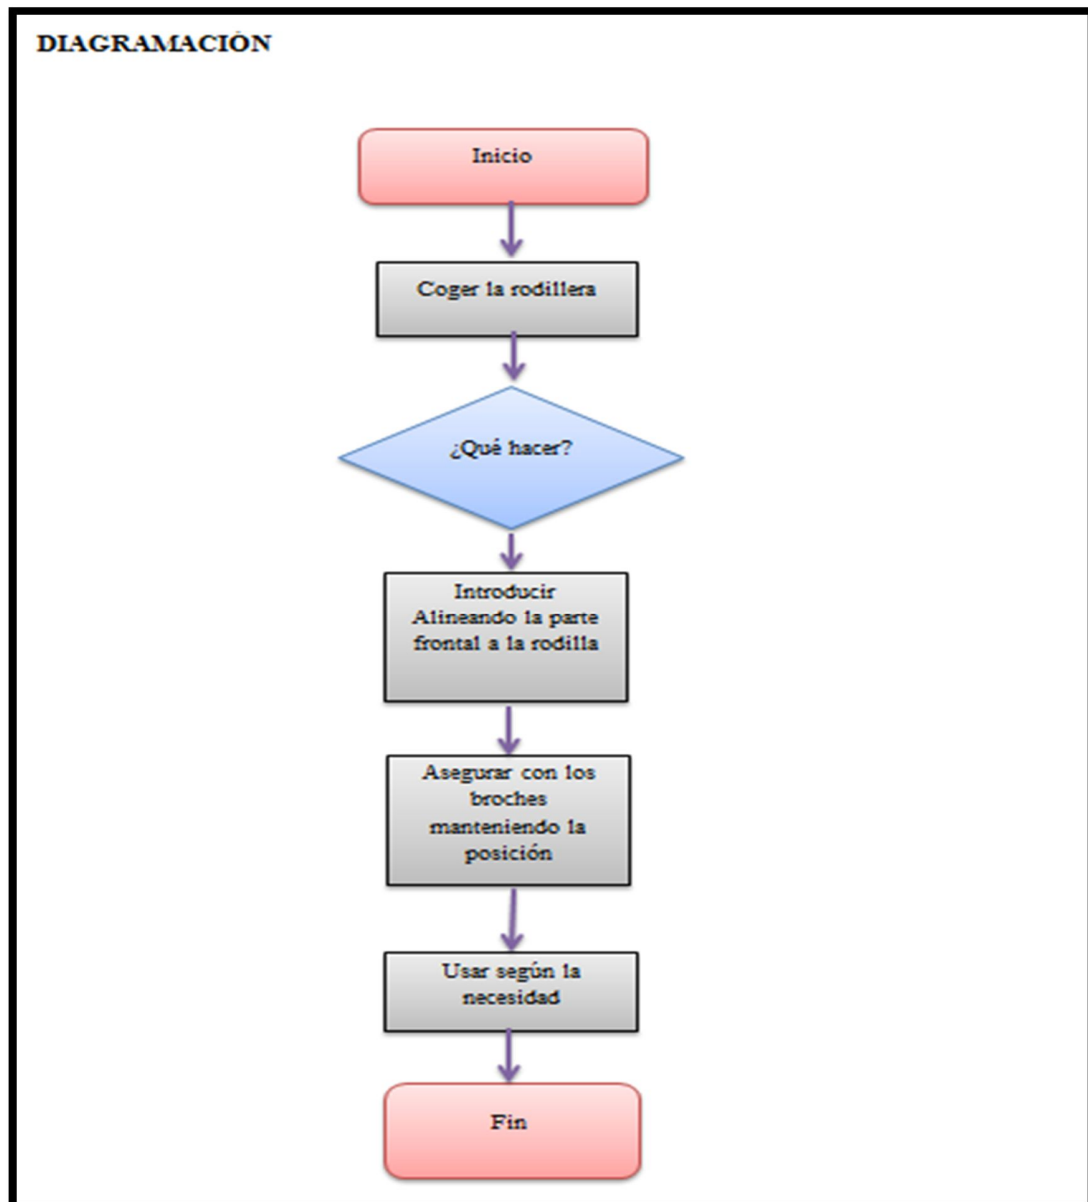 DIAGRAMACIÓN
Inicio
Coger la rodillera
¿Qué hacer?
Introducir
Alineando la parte
frontal a la rodilla
Asegurar con los
broches
manteniendo la
posición
Usar según la
necesidad
Fin